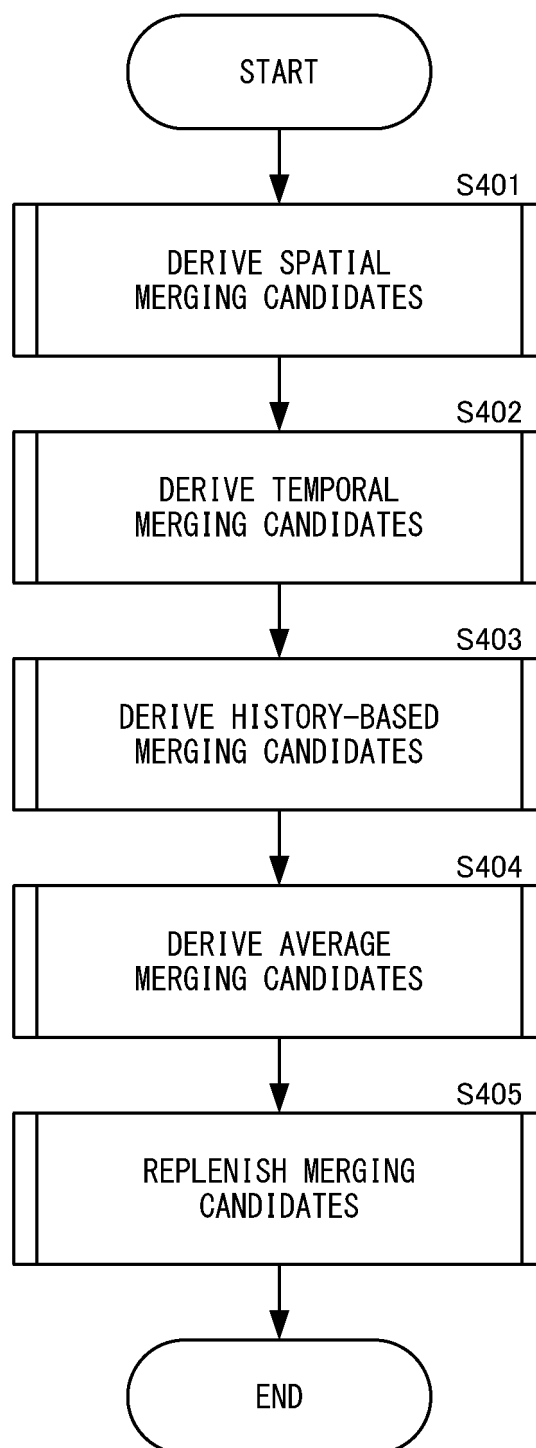 START
S401
DERIVE SPATIAL
MERGING CANDIDATES
S402
DERIVE TEMPORAL
MERGING CANDIDATES
S403
DERIVE HISTORY-BASED
MERGING CANDIDATES
S404
DERIVE AVERAGE
MERGING CANDIDATES
S405
REPLENISH MERGING
CANDIDATES
END